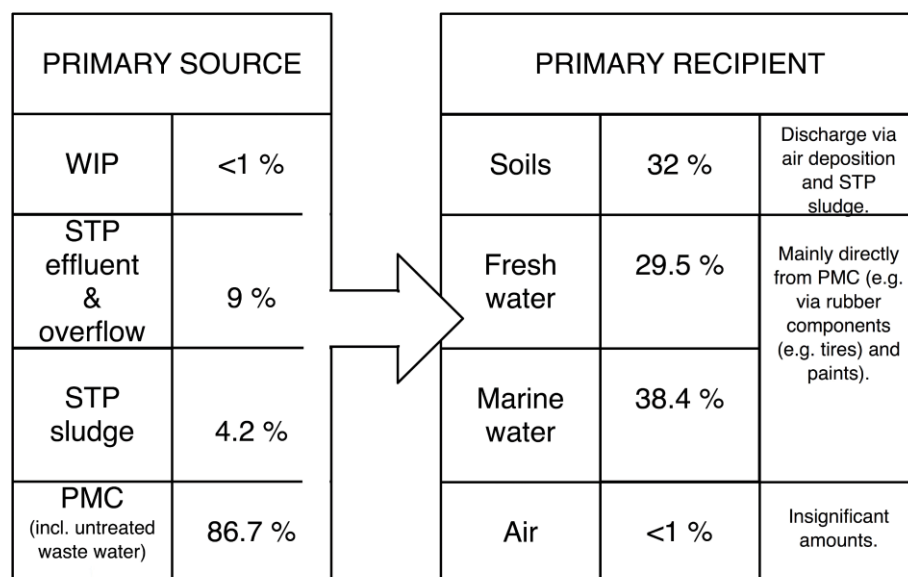 PRIMARY SOURCE
WIP
<1 %
STP
effluent
&
overflow
9 %
STP
sludge
4.2 %
PMC
(incl. untreated
waste water)
86.7 %
PRIMARY RECIPIENT
Soils
32 %
Discharge via
air deposition
and STP
sludge.
Fresh
water
29.5 %
Mainly directly
from PMC (e.g.
via rubber
components
(e.g. tires) and
paints).
Marine
water
38.4 %
Air
<1 %
Insignificant
amounts.